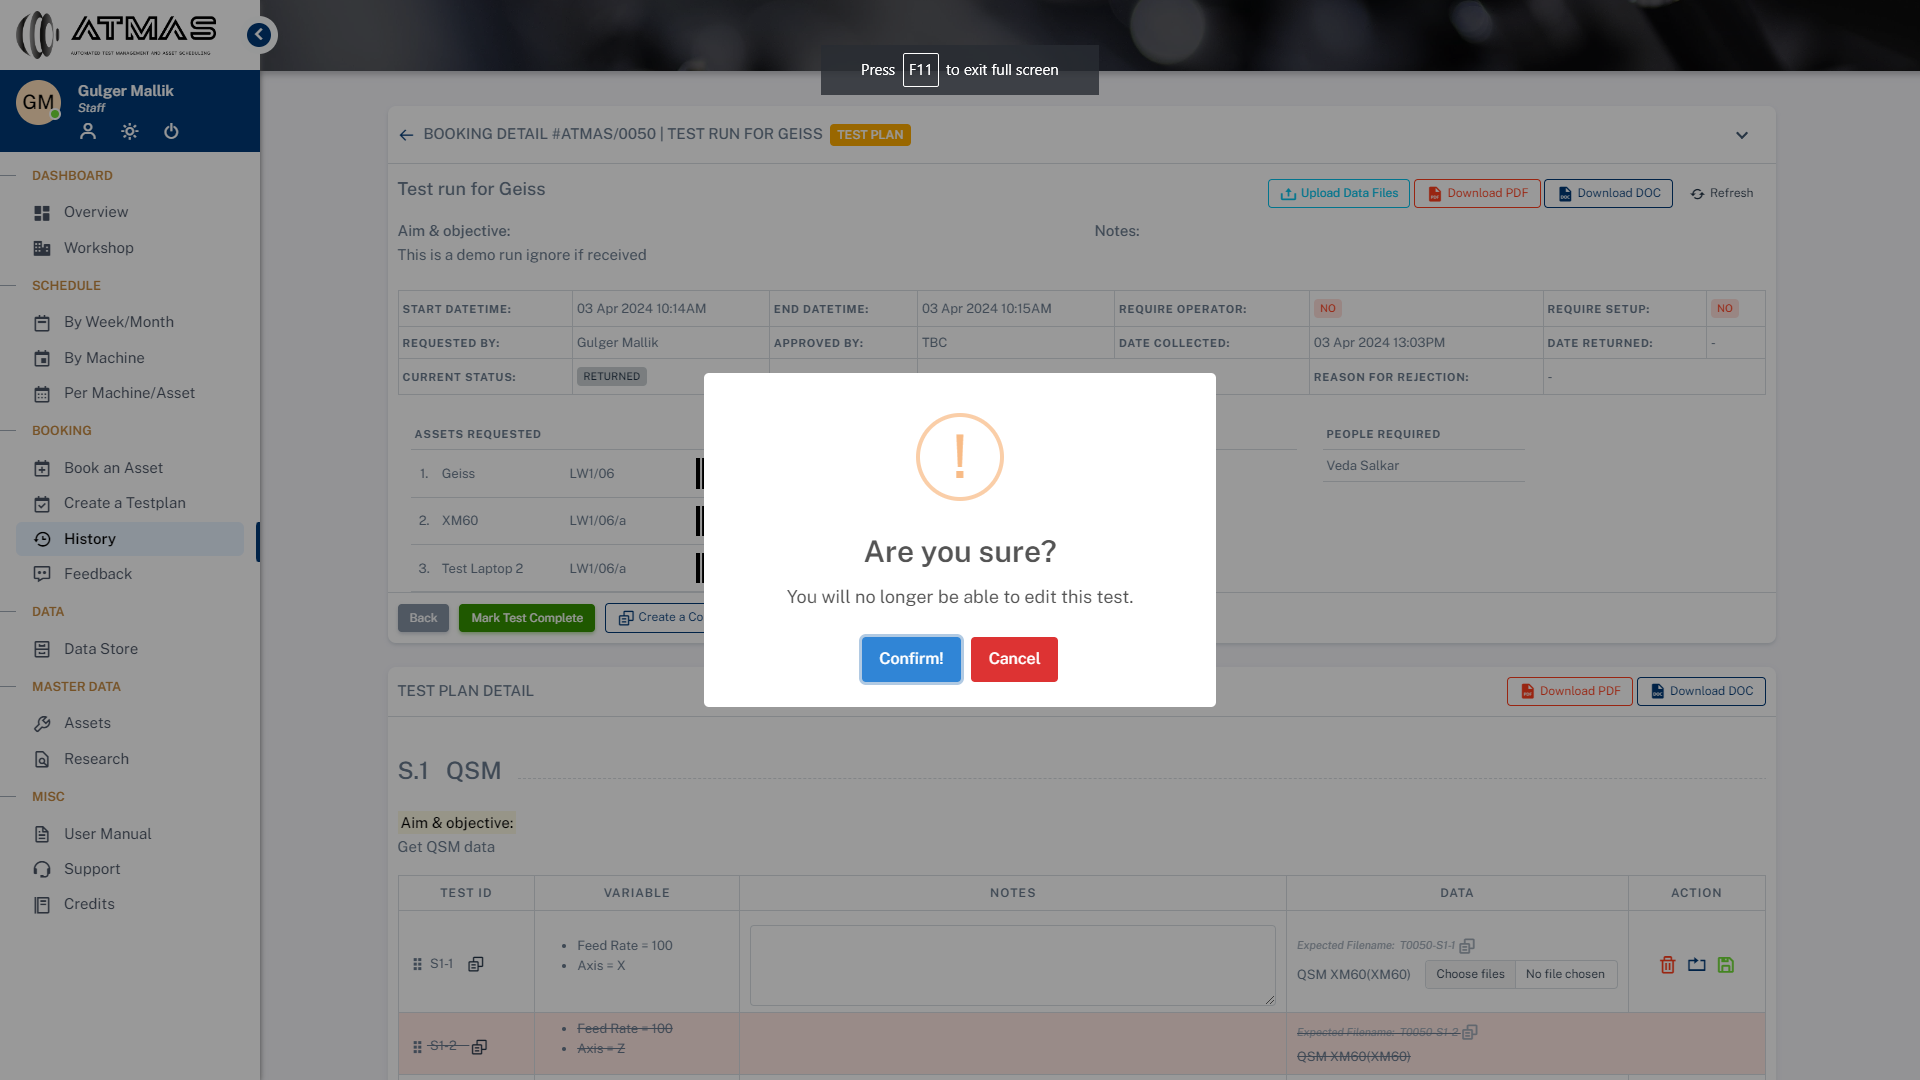 ATMAS
AUTOMATED TEST MANAGEMENT AND ASSET SCHEDULING
Press F11 to exit full screen
GM
Gulger Mallik
Staff
DASHBOARD
Overview
Workshop
SCHEDULE
By Week/Month
By Machine
Per Machine/Asset
BOOKING
Book an Asset
Create a Testplan
History
Feedback
DATA
Data Store
MASTER DATA
Assets
Research
MISC
User Manual
Support
Credits
BOOKING DETAIL #ATMAS/0050 | TEST RUN FOR GEISS TEST PLAN
Test run for Geiss
Upload Data Files Download PDF Download DOC Refresh
Aim & objective: Notes:
This is a demo run ignore if received
START DATETIME: 03 Apr 2024 10:14AM END DATETIME: 03 Apr 2024 10:15AM REQUIRE OPERATOR: NO REQUIRE SETUP: NO
REQUESTED BY: Gulger Mallik APPROVED BY: TBC DATE COLLECTED: 03 Apr 2024 13:03PM DATE RETURNED: -
CURRENT STATUS: RETURNED REASON FOR REJECTION: -
ASSETS REQUESTED PEOPLE REQUIRED
1. Geiss LW1/06 Veda Salkar
2. XM60 LW1/06/a
3. Test Laptop 2 LW1/06/a
Back Mark Test Complete Create a Co
!
Are you sure?
You will no longer be able to edit this test.
Confirm! Cancel
TEST PLAN DETAIL Download PDF Download DOC
S.1 QSM
Aim & objective:
Get QSM data
TEST ID VARIABLE NOTES DATA ACTION
S1-1
Feed Rate = 100
Axis = X
Expected Filename: T0050-S1-1
QSM XM60(XM60) Choose files No file chosen
S1-2
Feed Rate = 100
Axis = Z
Expected Filename: T0050-S1-2
QSM XM60(XM60)